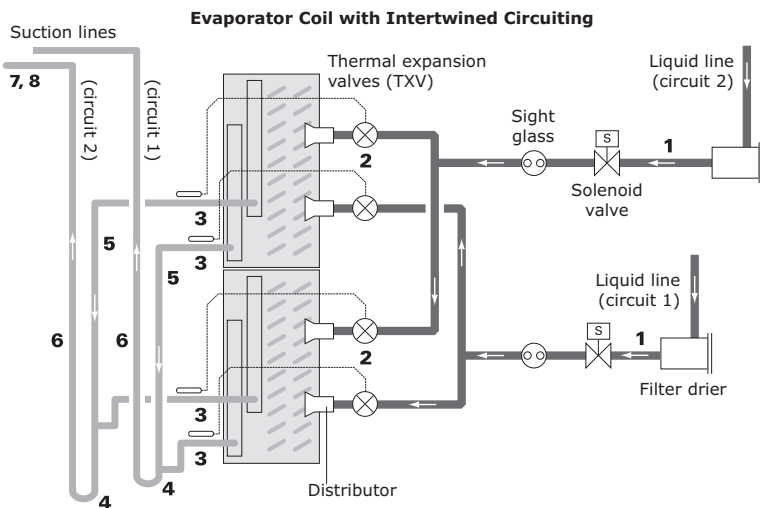 Evaporator Coil with Intertwined Circuiting
Suction lines
7, 8
(circuit 2)
(circuit 1)
Thermal expansion
valves (TXV)
Liquid line
(circuit 2)
Sight
glass
S
1
2
Solenoid
valve
3
5
3
5
Liquid line
(circuit 1)
S
1
6
6
2
Filter drier
3
3
4
4
Distributor